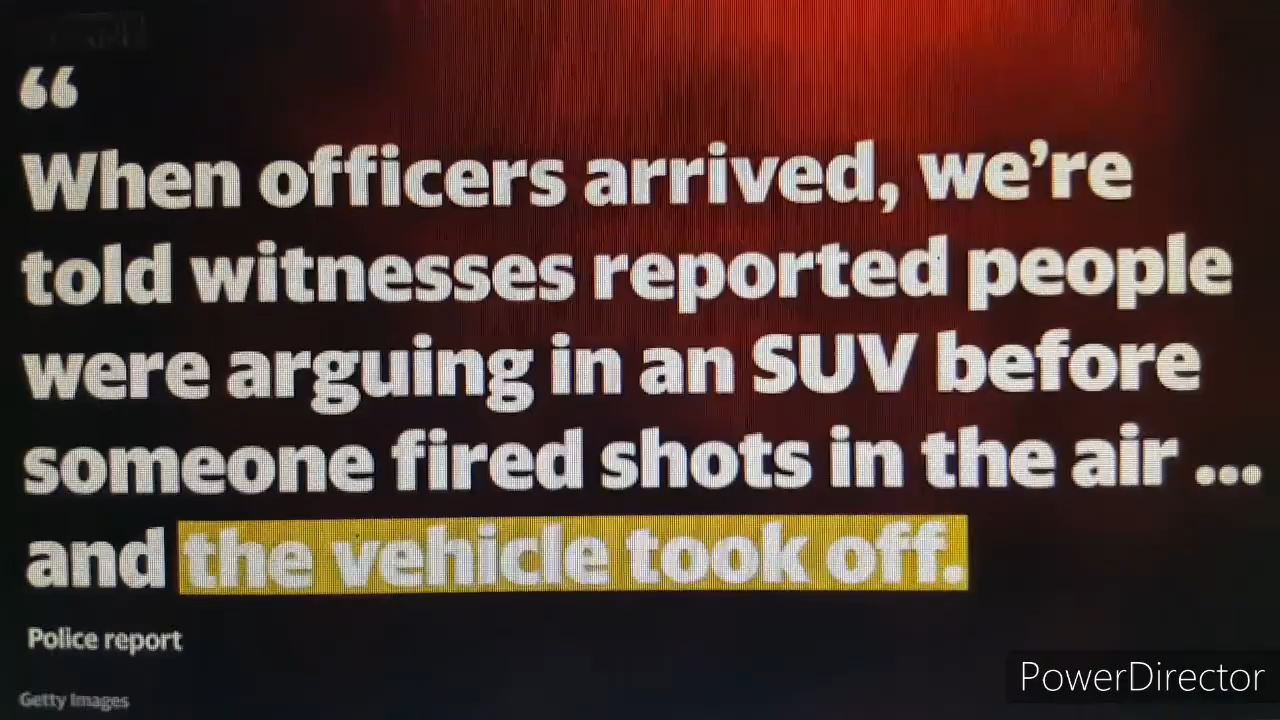 “
When officers arrived, we’re
told witnesses reported people
were arguing in an SUV before
someone fired shots in the air ...
and the vehicle took off.
Police report
Getty Images
PowerDirector